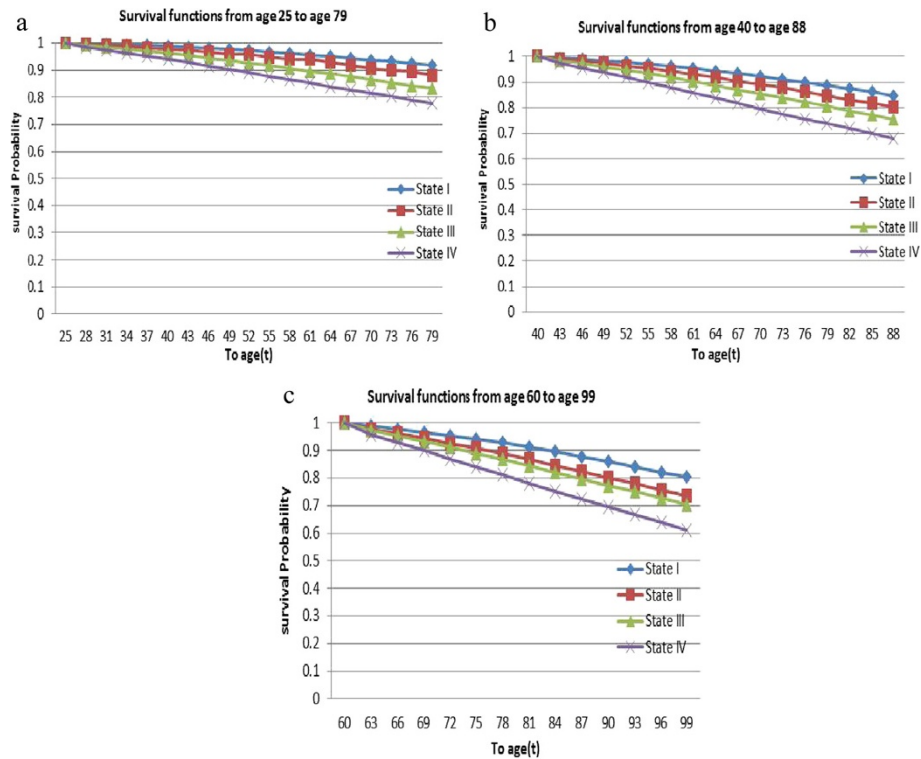 a
Survival functions from age 25 to age 79
survival Probability
1
0.9
0.8
0.7
0.6
0.5
0.4
0.3
0.2
0.1
0
State I
State II
State III
State IV
25 28 31 34 37 40 43 46 49 52 55 58 61 64 67 70 73 76 79
To age(t)
b
Survival functions from age 40 to age 88
survival Probability
1
0.9
0.8
0.7
0.6
0.5
0.4
0.3
0.2
0.1
0
State I
State II
State III
State IV
40 43 46 49 52 55 58 61 64 67 70 73 76 79 82 85 88
To age(t)
c
Survival functions from age 60 to age 99
survival Probability
1
0.9
0.8
0.7
0.6
0.5
0.4
0.3
0.2
0.1
0
State I
State II
State III
State IV
60 63 66 69 72 75 78 81 84 87 90 93 96 99
To age(t)